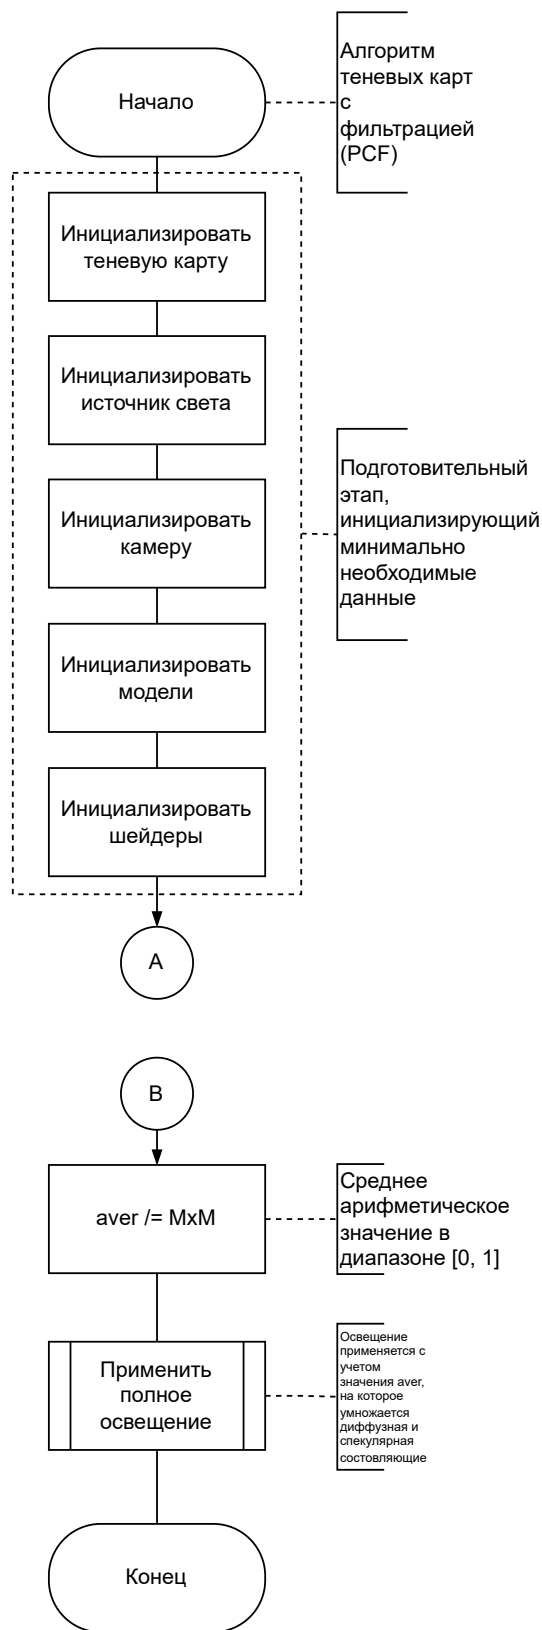 Начало
Алгоритм
теневых карт
с
фильтрацией
(PCF)
Инициализировать
теневую карту
Инициализировать
источник света
Инициализировать
камеру
Подготовительный
этап,
инициализирующий
минимально
необходимые
данные
Инициализировать
модели
Инициализировать
шейдеры
A
B
aver /= MxM
Среднее
арифметическое
значение в
диапазоне [0, 1]
Применить
полное
освещение
Освещение
применяется с
учетом
значения aver,
на которое
умножается
диффузная и
спекулярная
состовляющие
Конец